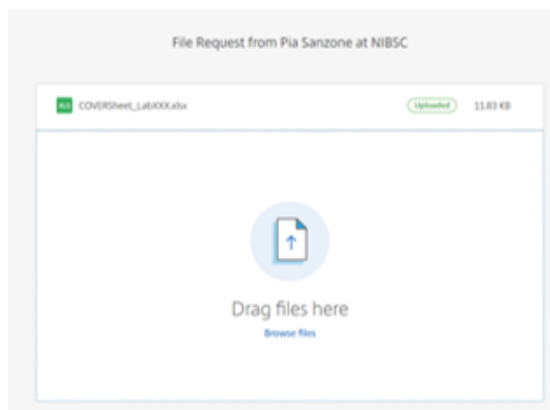 File Request from Pia Sanzone at NIBSC
XLS COVERSheet_LabXXX.xlsx Uploaded 11.83 KB
Drag files here
Browse files